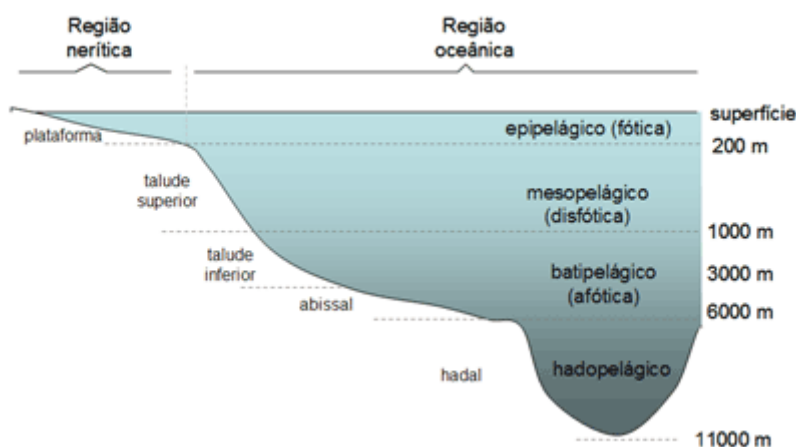 Região
nerítica
Região
oceânica
superfície
epipelágico (fótica)
plataforma
200 m
talude
superior
mesopelágico
(disfótica)
1000 m
talude
inferior
batipelágico
(afótica)
3000 m
abissal
6000 m
hadal
hadopelágico
11000 m